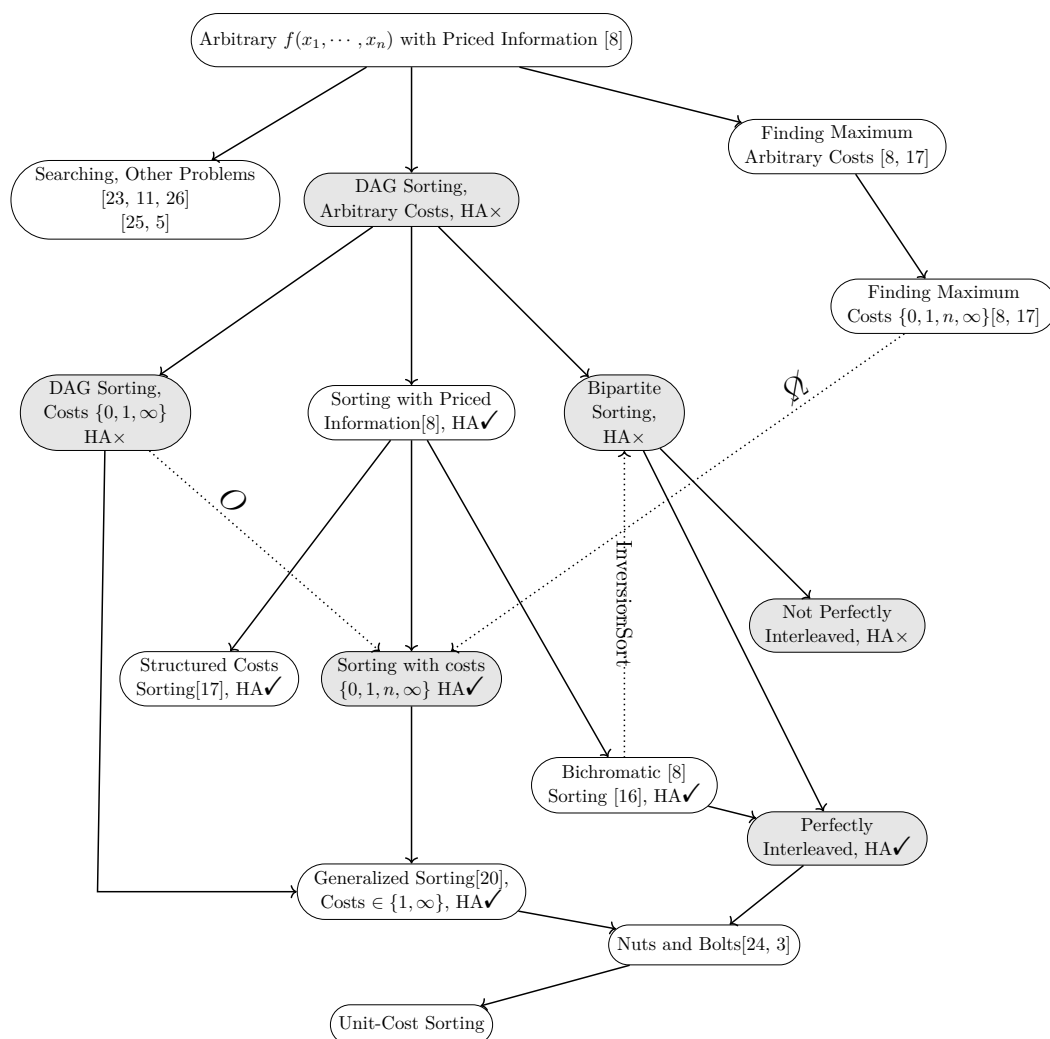 Arbitrary f(x₁, ⋯ , xₙ) with Priced Information [8]
Finding Maximum
Arbitrary Costs [8, 17]
Searching, Other Problems
[23, 11, 26]
[25, 5]
DAG Sorting,
Arbitrary Costs, HA×
Finding Maximum
Costs {0, 1, n, ∞}[8, 17]
DAG Sorting,
Costs {0, 1, ∞}
HA×
Sorting with Priced
Information[8], HA✓
Bipartite
Sorting,
HA×
InversionSort
Not Perfectly
Interleaved, HA×
Structured Costs
Sorting[17], HA✓
Sorting with costs
{0, 1, n, ∞} HA✓
Bichromatic [8]
Sorting [16], HA✓
Perfectly
Interleaved, HA✓
Generalized Sorting[20],
Costs ∈ {1, ∞}, HA✓
Nuts and Bolts[24, 3]
Unit-Cost Sorting